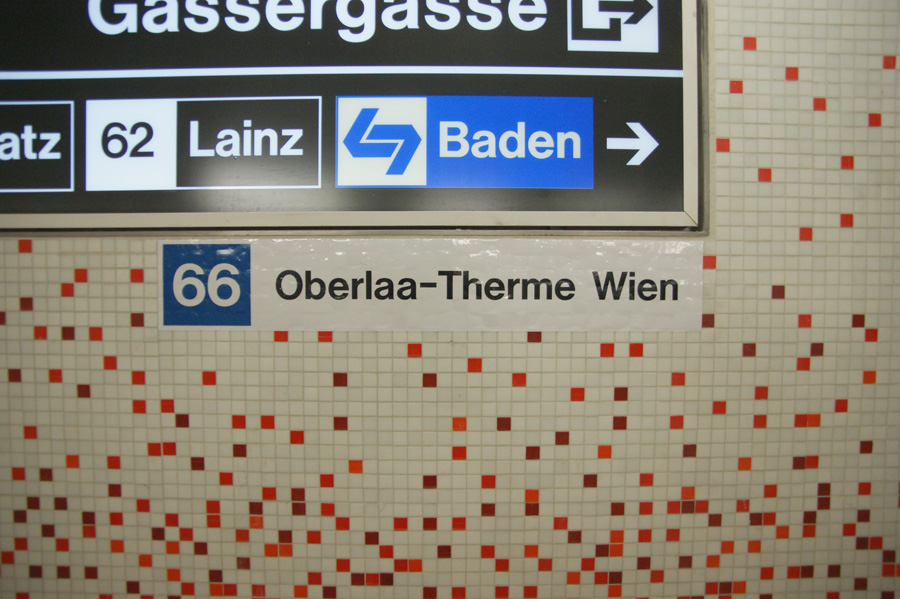 Gassergasse
atz 62 Lainz Baden →
66 Oberlaa-Therme Wien